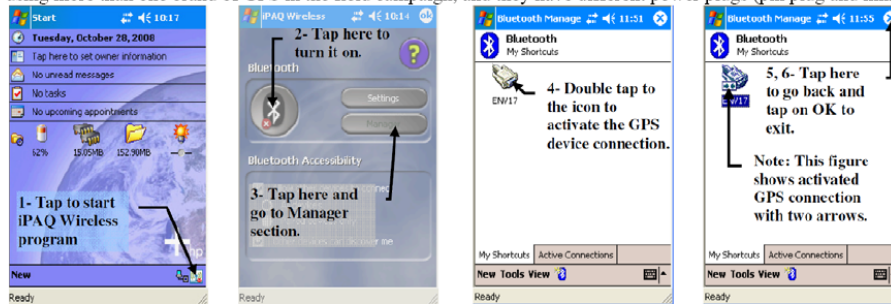 Start 10:17
Tuesday, October 28, 2008
Tap here to set owner information
No unread messages
No tasks
No upcoming appointments
62% 15.05MB 152.90MB
1- Tap to start
iPAQ Wireless
program
New
Ready
iPAQ Wireless 10:14 ok
2- Tap here to
turn it on.
Bluetooth
Settings
Manager
Bluetooth Accessibility
3- Tap here and
go to Manager
section.
Ready
Bluetooth Manage 11:51
Bluetooth
My Shortcuts
ENV17
4- Double tap to
the icon to
activate the GPS
device connection.
My Shortcuts Active Connections
New Tools View
Ready
Bluetooth Manage 11:55
Bluetooth
My Shortcuts
ENV17
5, 6- Tap here
to go back and
tap on OK to
exit.
Note: This figure
shows activated
GPS connection
with two arrows.
My Shortcuts Active Connections
New Tools View
Ready